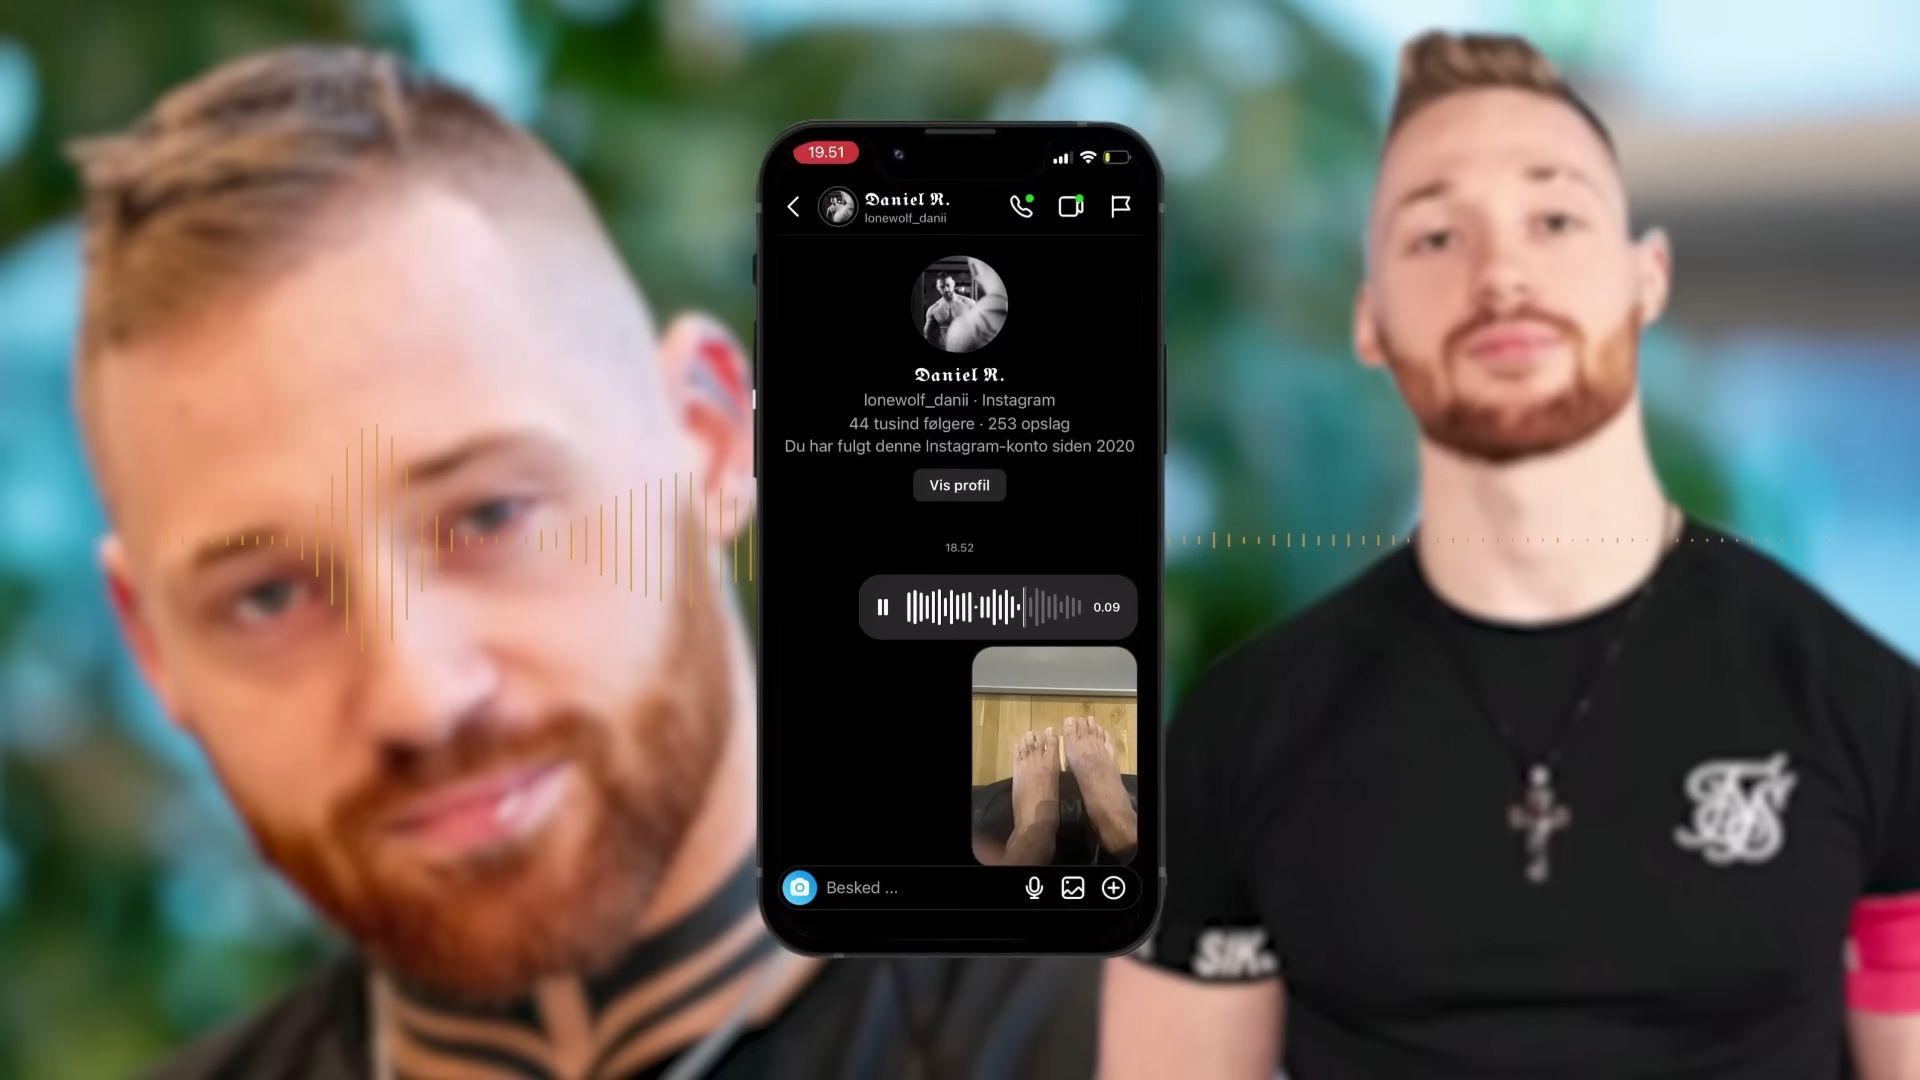 19.51
𝕯𝖆𝖓𝖎𝖊𝖑 𝕽.
lonewolf_danii
𝕯𝖆𝖓𝖎𝖊𝖑 𝕽.
lonewolf_danii · Instagram
44 tusind følgere · 253 opslag
Du har fulgt denne Instagram-konto siden 2020
Vis profil
18.52
0.09
Besked ...
SIK.